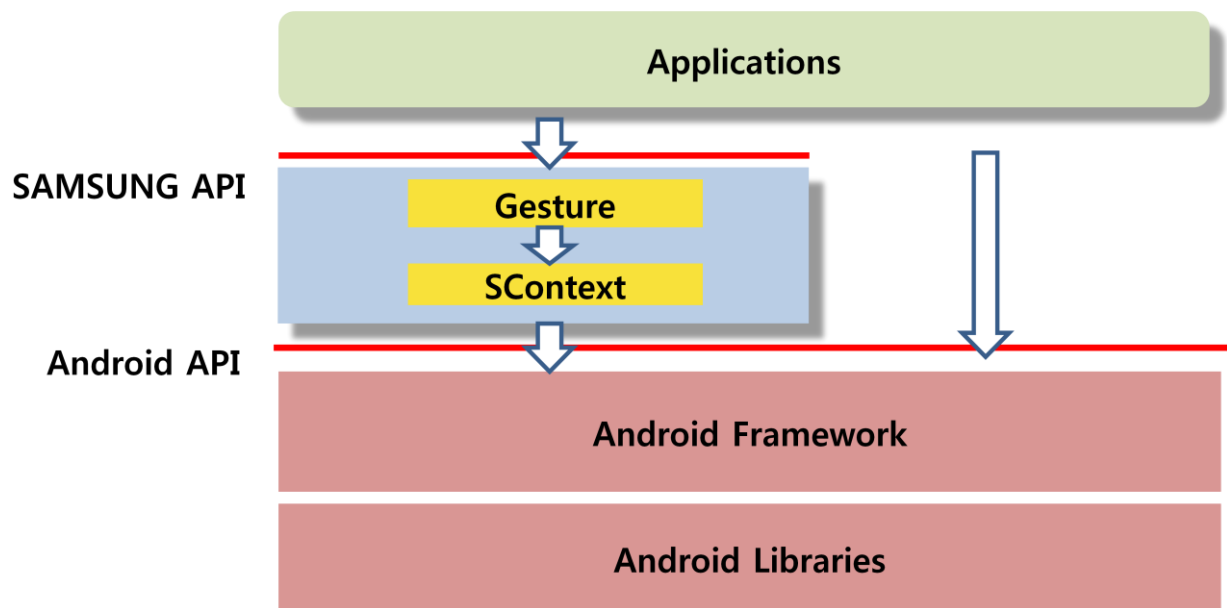 Applications
SAMSUNG API
Gesture
SContext
Android API
Android Framework
Android Libraries